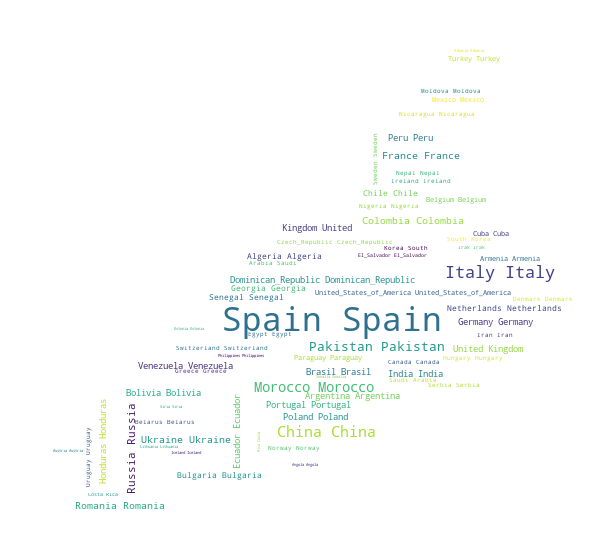 Turkey Turkey
Moldova Moldova
Mexico Mexico
Nicaragua Nicaragua
Peru Peru
Sweden Sweden
France France
Nepal Nepal
Ireland Ireland
Chile Chile
Belgium Belgium
Nigeria Nigeria
Colombia Colombia
Kingdom United
Cuba Cuba
South Korea
Czech_Republic Czech_Republic
Korea South
Iran Iran
Algeria Algeria
El_Salvador El_Salvador
Armenia Armenia
Arabia Saudi
Italy Italy
Dominican_Republic Dominican_Republic
Georgia Georgia
United_States_of_America United_States_of_America
Senegal Senegal
Denmark Denmark
Netherlands Netherlands
Spain Spain
Germany Germany
Estonia Estonia
Egypt Egypt
iran iran
Switzerland Switzerland
Pakistan Pakistan
United Kingdom
Philippines Philippines
Paraguay Paraguay
Hungary Hungary
Canada Canada
Venezuela Venezuela
Greece Greece
Brasil Brasil
India India
Saudi Arabia
Morocco Morocco
Serbia Serbia
Bolivia Bolivia
Argentina Argentina
Ecuador Ecuador
Portugal Portugal
Honduras Honduras
Russia Russia
Poland Poland
Belarus Belarus
China China
Uruguay Uruguay
Ukraine Ukraine
Lithuania Lithuania
Norway Norway
Austria Austria
Iceland Iceland
Angola Angola
Bulgaria Bulgaria
Costa Rica
Romania Romania